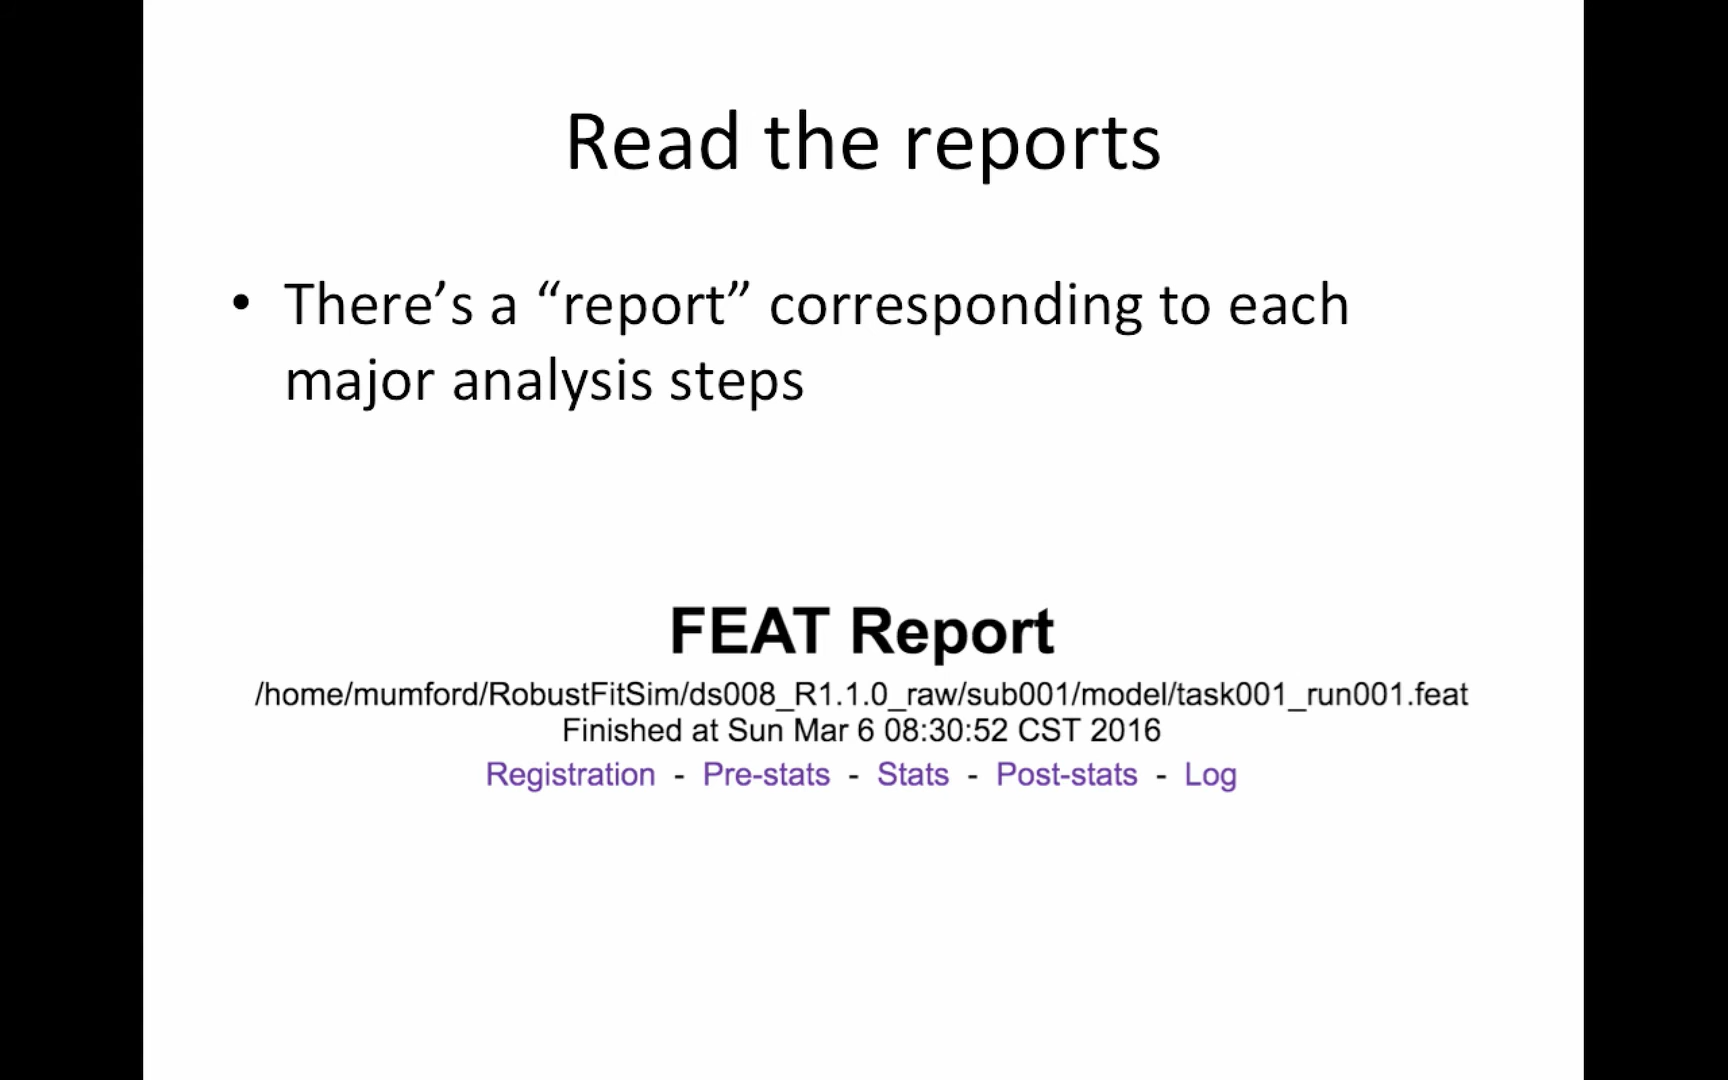 Read the reports
• There’s a “report” corresponding to each
major analysis steps
FEAT Report
/home/mumford/RobustFitSim/ds008_R1.1.0_raw/sub001/model/task001_run001.feat
Finished at Sun Mar 6 08:30:52 CST 2016
Registration - Pre-stats - Stats - Post-stats - Log